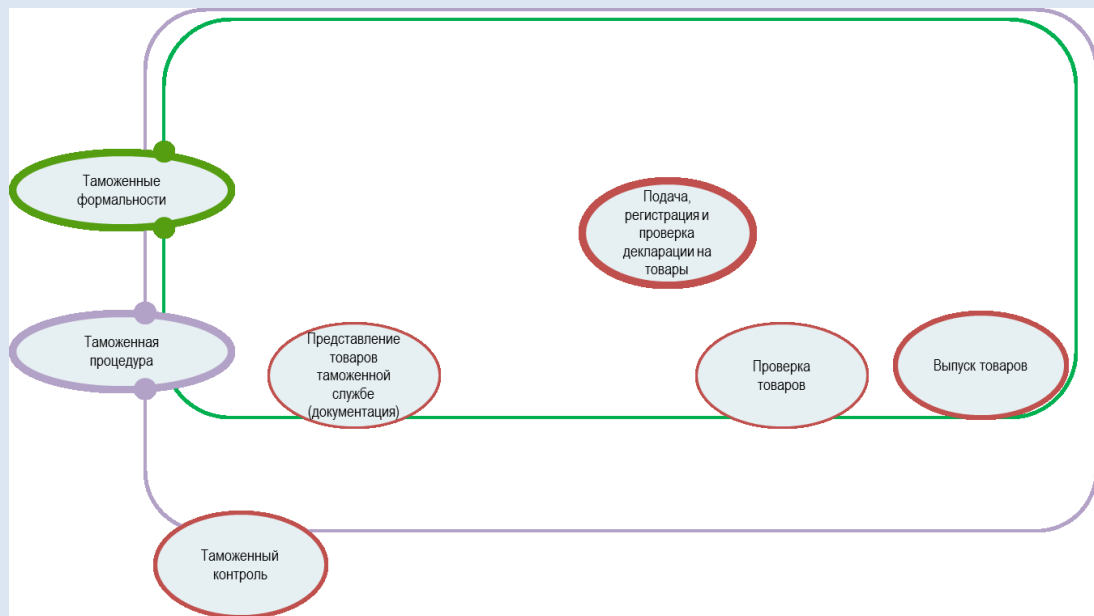 Таможенные
формальности
Подача,
регистрация и
проверка
декларации на
товары
Таможенная
процедура
Представление
товаров
таможенной
службе
(документация)
Проверка
товаров
Выпуск товаров
Таможенный
контроль